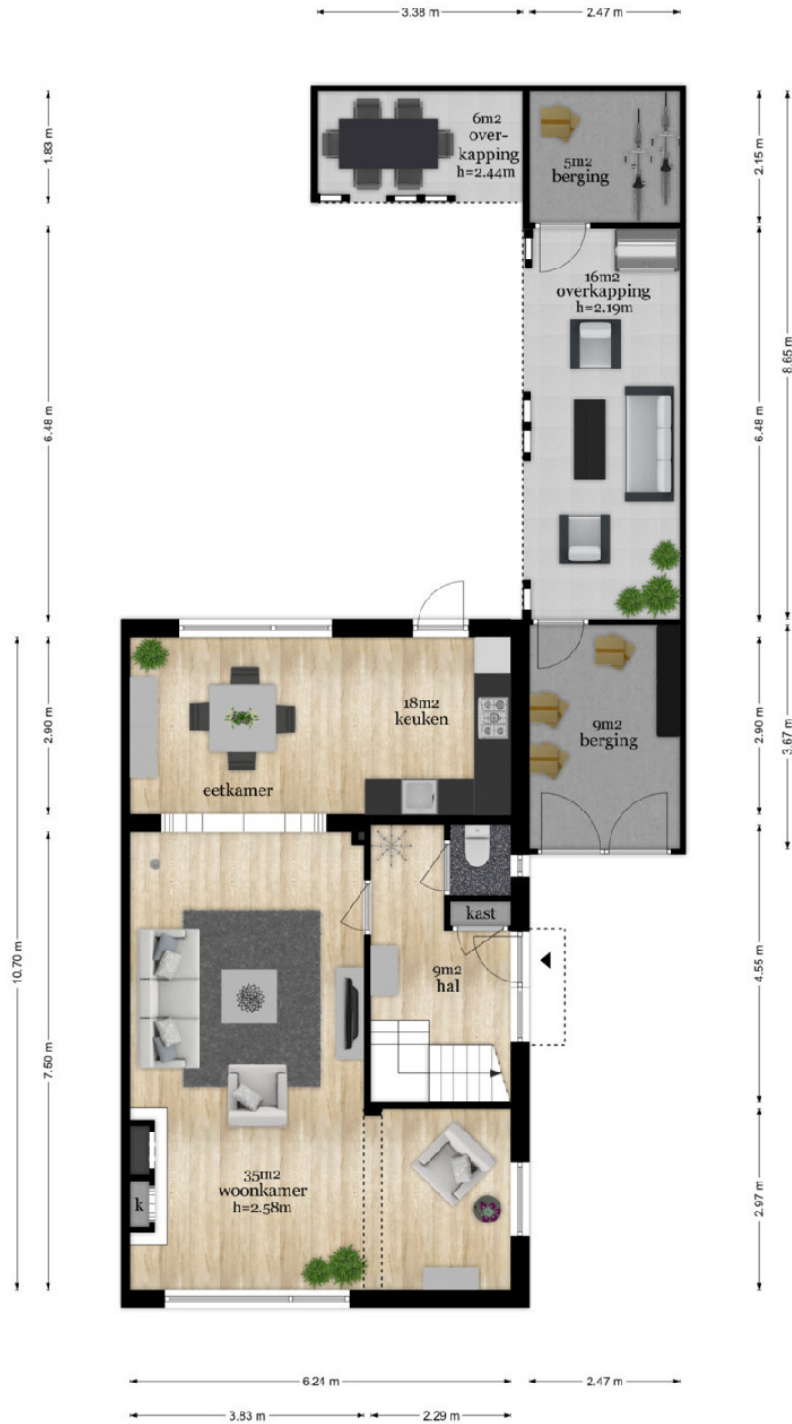 3.38 m
2.47 m
1.83 m
6m2
over-
kapping
h=2.44m
5m2
berging
2.15 m
16m2
overkapping
h=2.19m
6.48 m
6.48 m
8.65 m
18m2
keuken
eetkamer
9m2
berging
2.90 m
2.90 m
3.67 m
kast
9m2
hal
10.70 m
7.60 m
4.55 m
35m2
woonkamer
h=2.58m
k
2.97 m
6.24 m
2.47 m
3.83 m
2.29 m